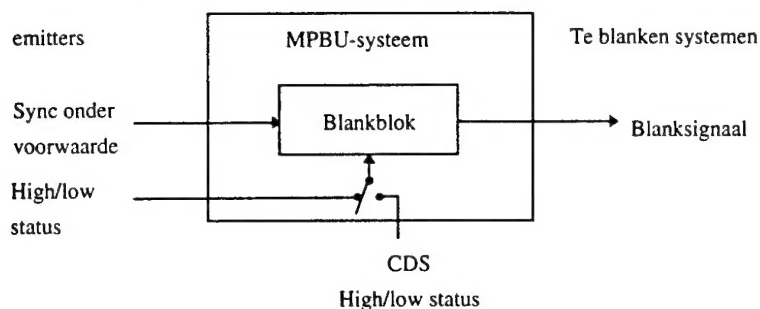 emitters
MPBU-systeem
Te blanken systemen
Sync onder
voorwaarde
Blankblok
Blanksignaal
High/low
status
CDS
High/low status